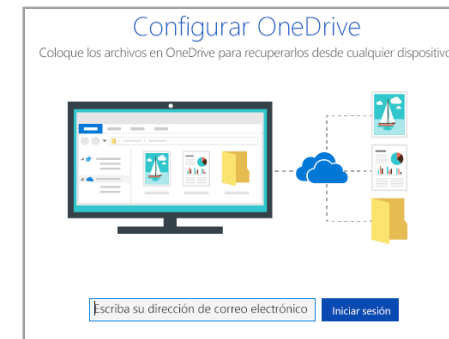 Configurar OneDrive
Coloque los archivos en OneDrive para recuperarlos desde cualquier dispositivo
Escriba su dirección de correo electrónico
Iniciar sesión